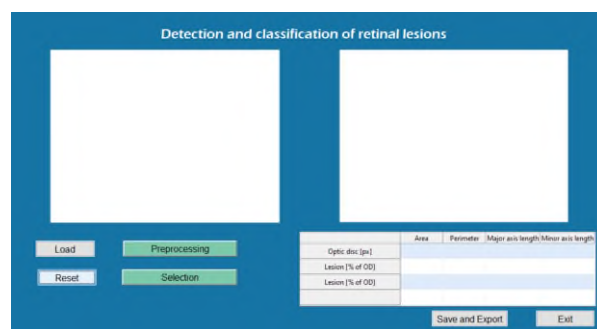 Detection and classification of retinal lesions
Load
Preprocessing
Reset
Selection
Area Perimeter Major axis length Minor axis length
Optic disc [px]
Lesion [% of OD]
Lesion [% of OD]
Save and Export
Exit